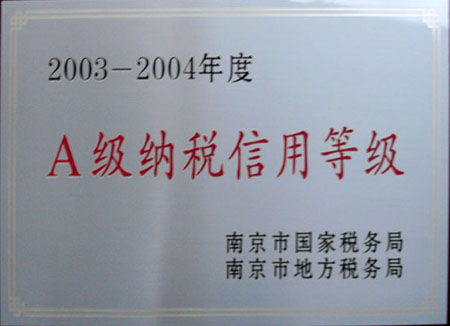 2003-2004年度
A级纳税信用等级
南京市国家税务局
南京市地方税务局